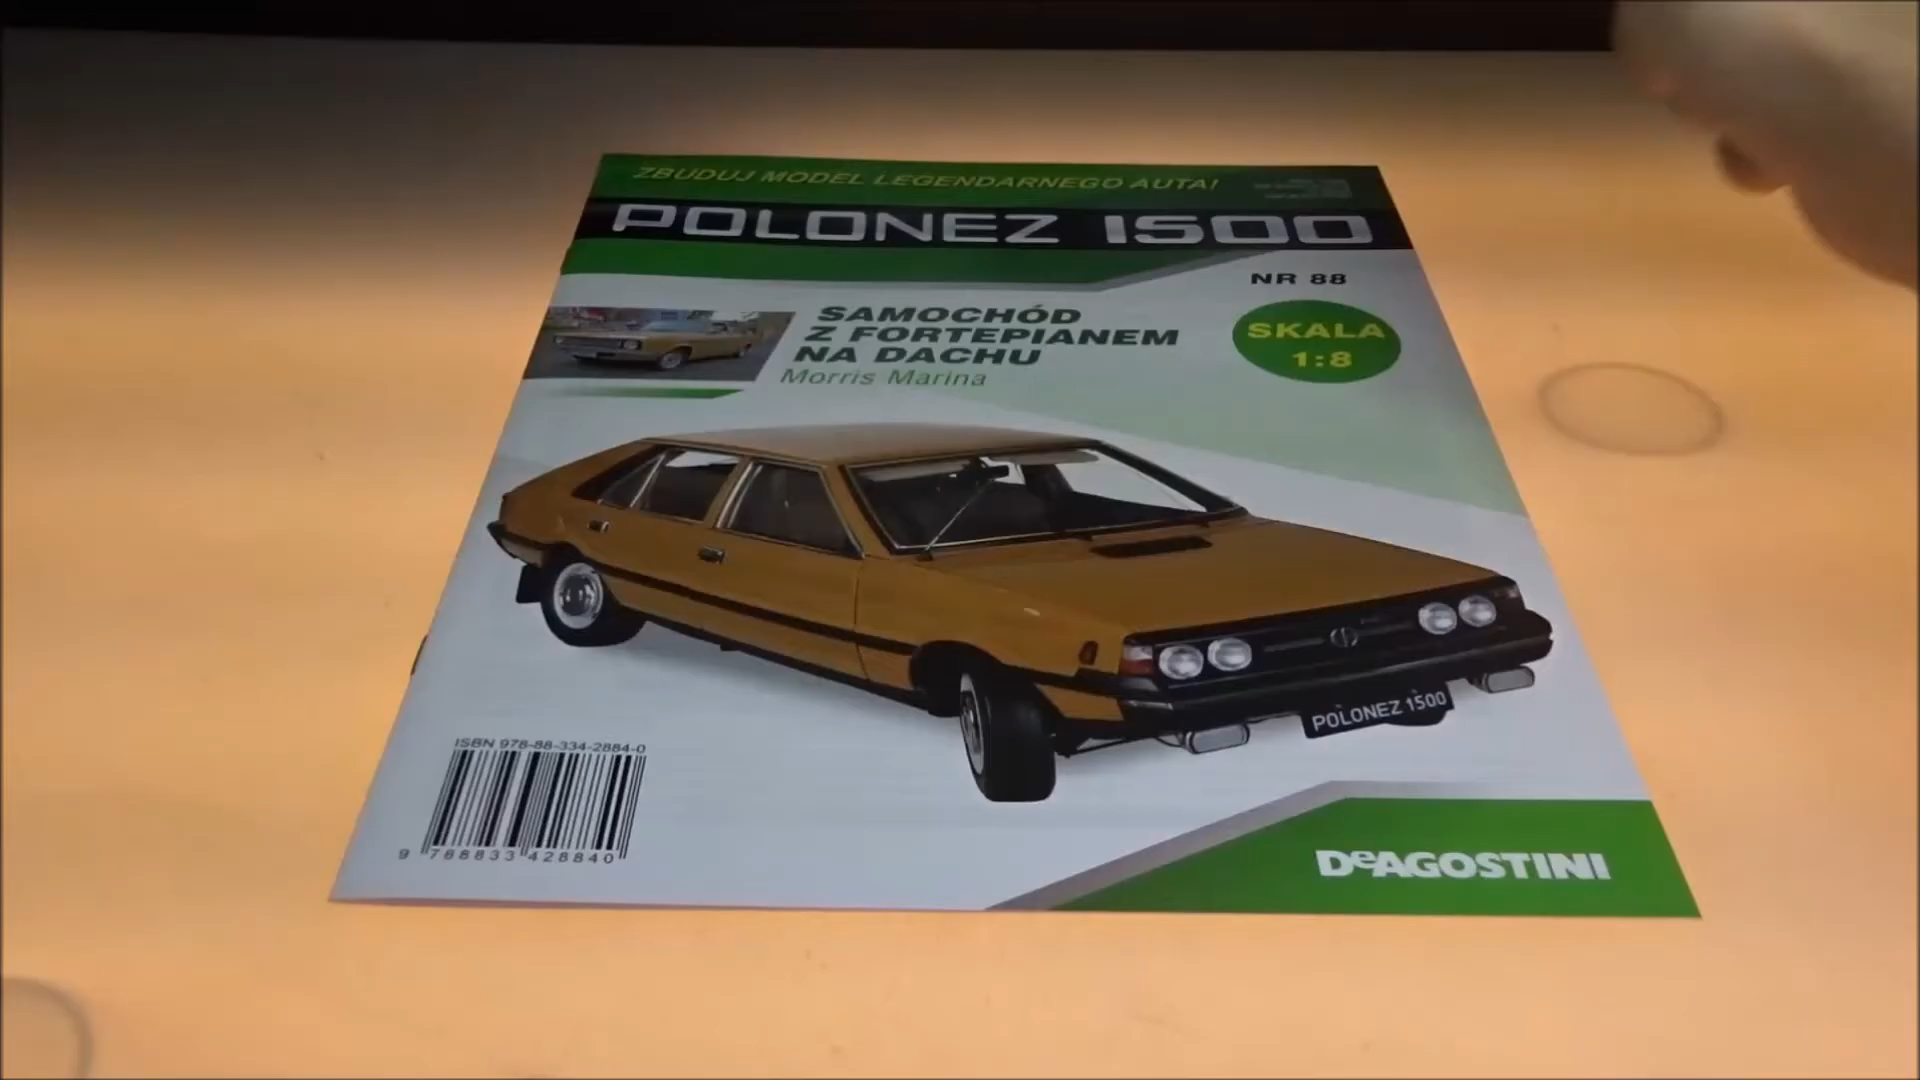 ZBUDUJ MODEL LEGENDARNEGO AUTA!
POLONEZ 1500
NR 88
SAMOCHÓD
Z FORTEPIANEM
NA DACHU
Morris Marina
SKALA
1:8
POLONEZ 1500
ISBN 978-88-334-2884-0
9 788833 428840
DeAGOSTINI